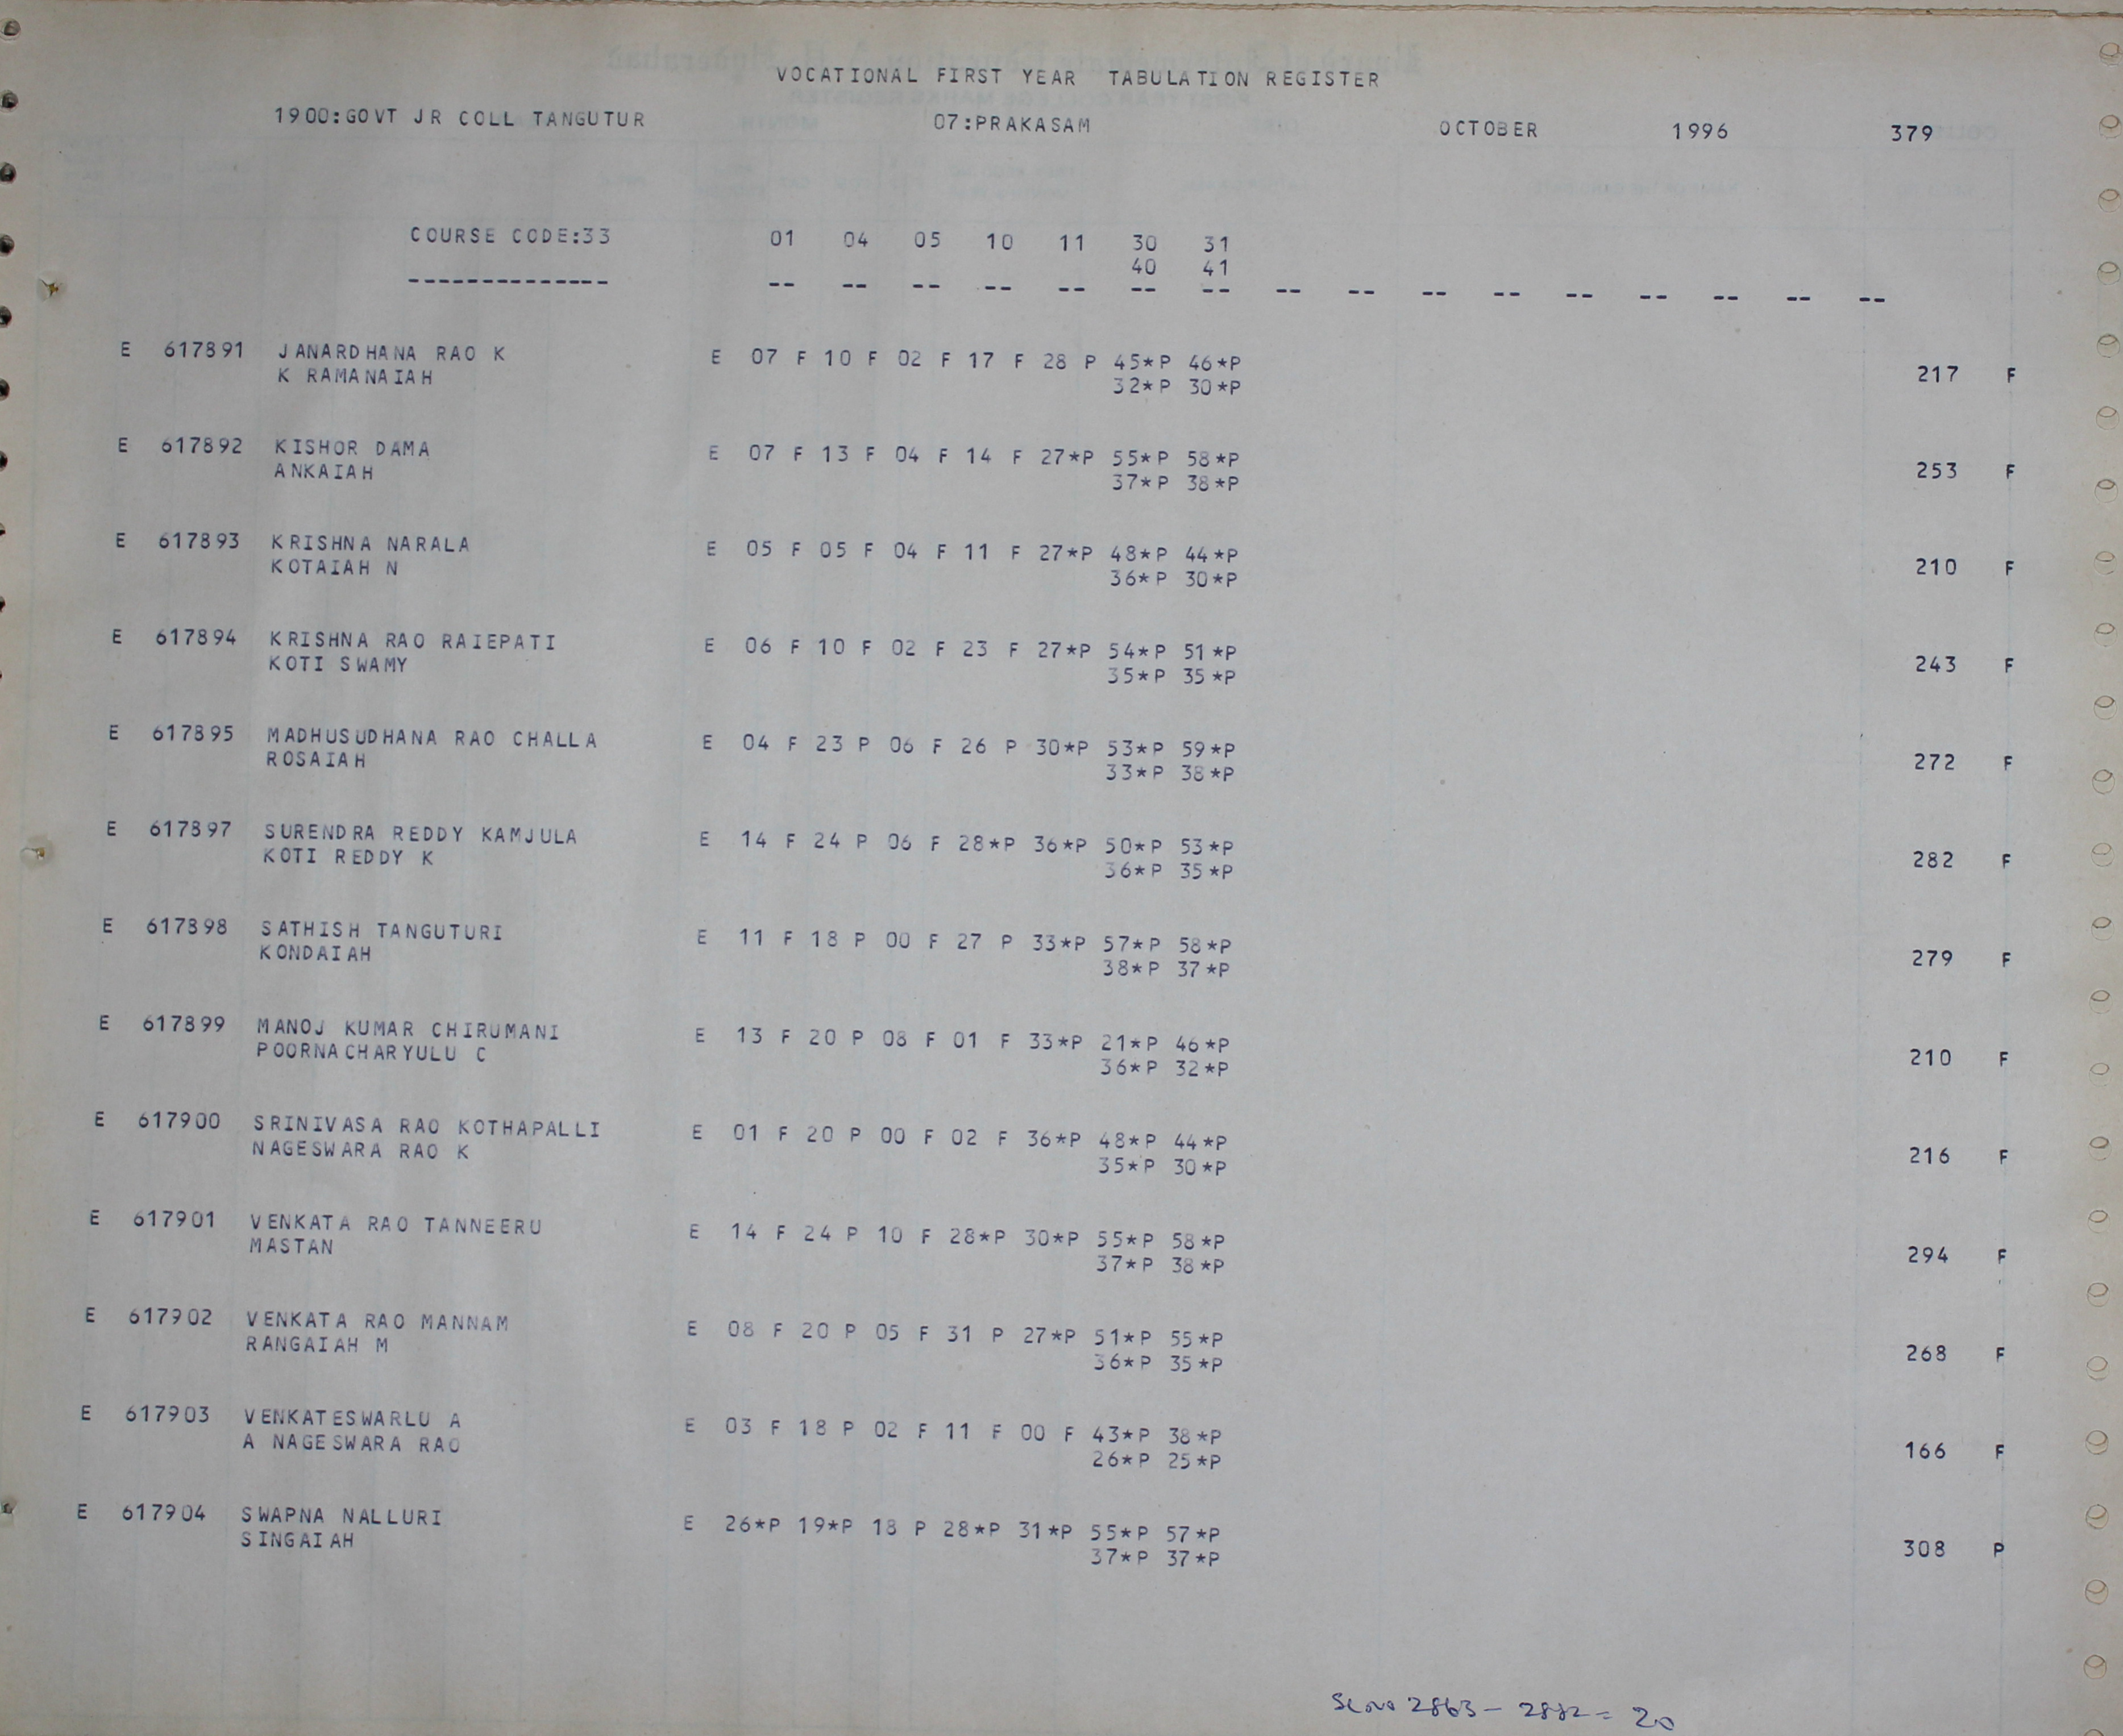 VOCATIONAL FIRST YEAR TABULATION REGISTER
1900:GOVT JR COLL TANGUTUR 07:PRAKASAM OCTOBER 1996 379
COURSE CODE:33 01 04 05 10 11 30 31
40 41
-------------- -- -- -- -- -- -- -- -- -- -- -- -- -- -- -- --
E 617891 JANARDHANA RAO K E 07 F 10 F 02 F 17 F 28 P 45*P 46*P
K RAMANAIAH 32*P 30*P 217 F
E 617892 KISHOR DAMA E 07 F 13 F 04 F 14 F 27*P 55*P 58*P
ANKAIAH 37*P 38*P 253 F
E 617893 KRISHNA NARALA E 05 F 05 F 04 F 11 F 27*P 48*P 44*P
KOTAIAH N 36*P 30*P 210 F
E 617894 KRISHNA RAO RAIEPATI E 06 F 10 F 02 F 23 F 27*P 54*P 51*P
KOTI SWAMY 35*P 35*P 243 F
E 617895 MADHUSUDHANA RAO CHALLA E 04 F 23 P 06 F 26 P 30*P 53*P 59*P
ROSAIAH 33*P 38*P 272 F
E 617897 SURENDRA REDDY KAMJULA E 14 F 24 P 06 F 28*P 36*P 50*P 53*P
KOTI REDDY K 36*P 35*P 282 F
E 617898 SATHISH TANGUTURI E 11 F 18 P 00 F 27 P 33*P 57*P 58*P
KONDAIAH 38*P 37*P 279 F
E 617899 MANOJ KUMAR CHIRUMANI E 13 F 20 P 08 F 01 F 33*P 21*P 46*P
POORNACHARYULU C 36*P 32*P 210 F
E 617900 SRINIVASA RAO KOTHAPALLI E 01 F 20 P 00 F 02 F 36*P 48*P 44*P
NAGESWARA RAO K 35*P 30*P 216 F
E 617901 VENKATA RAO TANNEERU E 14 F 24 P 10 F 28*P 30*P 55*P 58*P
MASTAN 37*P 38*P 294 F
E 617902 VENKATA RAO MANNAM E 08 F 20 P 05 F 31 P 27*P 51*P 55*P
RANGAIAH M 36*P 35*P 268 F
E 617903 VENKATESWARLU A E 03 F 18 P 02 F 11 F 00 F 43*P 38*P
A NAGESWARA RAO 26*P 25*P 166 F
E 617904 SWAPNA NALLURI E 26*P 19*P 18 P 28*P 31*P 55*P 57*P
SINGAIAH 37*P 37*P 308 P
2863 - 2882 = 20